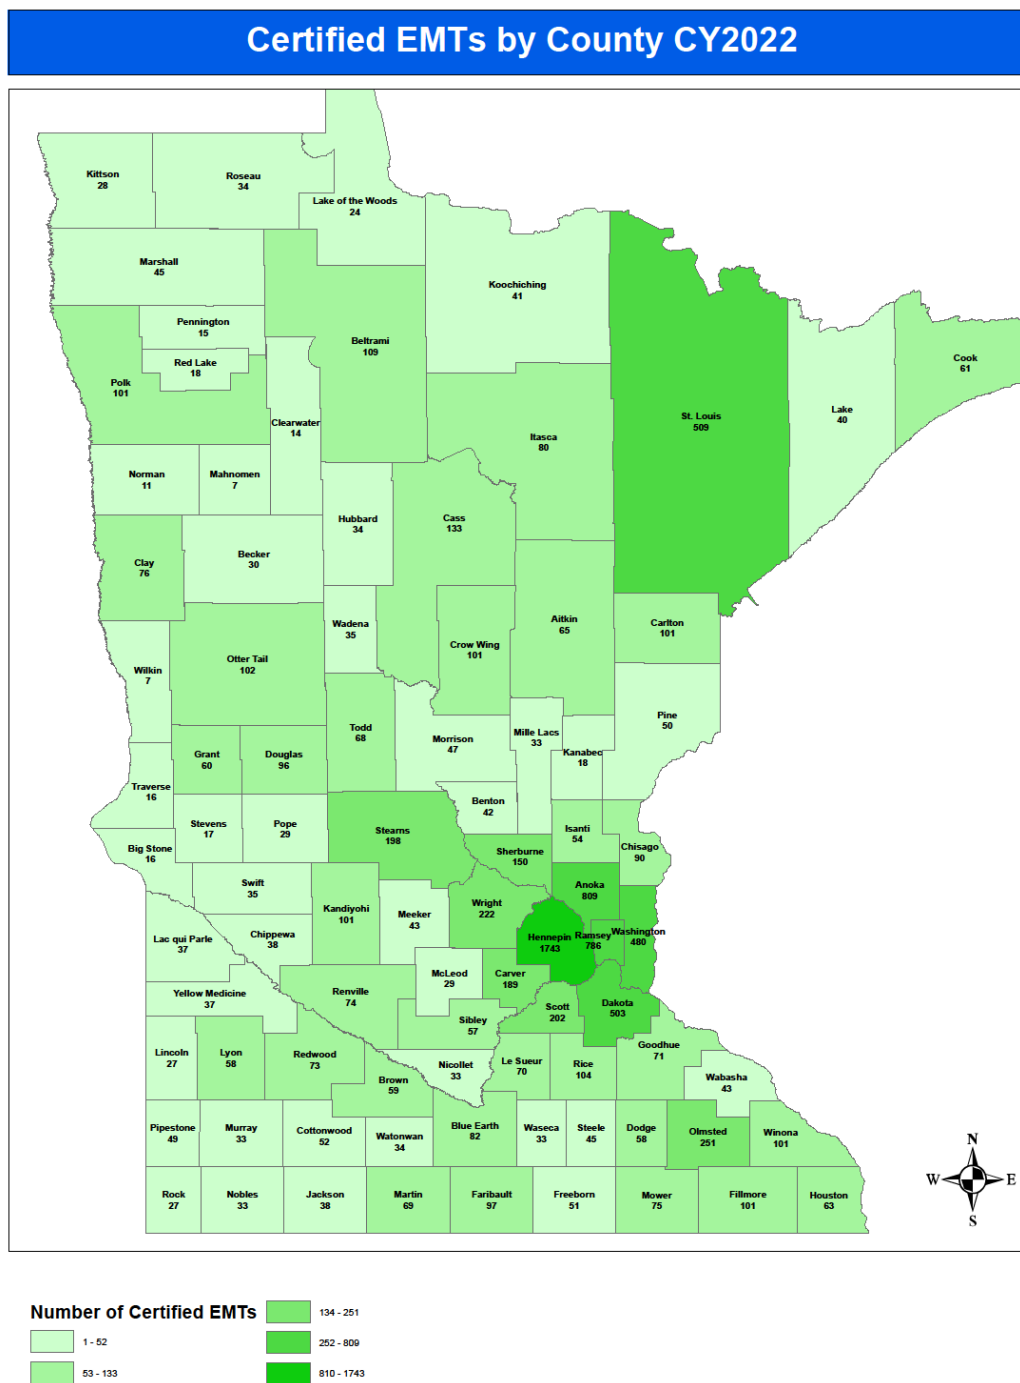 Certified EMTs by County CY2022
Kittson
28
Roseau
34
Lake of the Woods
24
Marshall
45
Koochiching
41
Pennington
15
Red Lake
18
Polk
101
Beltrami
109
Cook
61
Clearwater
14
St. Louis
509
Lake
40
Itasca
80
Norman
11
Mahnomen
7
Hubbard
34
Cass
133
Clay
76
Becker
30
Wadena
35
Crow Wing
101
Aitkin
65
Carlton
101
Otter Tail
102
Wilkin
7
Pine
50
Todd
68
Morrison
47
Mille Lacs
33
Kanabec
18
Grant
60
Douglas
96
Traverse
16
Benton
42
Stevens
17
Pope
29
Stearns
198
Isanti
54
Big Stone
16
Sherburne
150
Chisago
90
Swift
35
Kandiyohi
101
Anoka
809
Meeker
43
Wright
222
Lac qui Parle
37
Chippewa
38
Hennepin
1743
Ramsey
786
Washington
480
McLeod
29
Carver
189
Yellow Medicine
37
Renville
74
Scott
202
Dakota
503
Sibley
57
Lincoln
27
Lyon
58
Redwood
73
Nicollet
33
Le Sueur
70
Rice
104
Goodhue
71
Brown
59
Wabasha
43
Pipestone
49
Murray
33
Cottonwood
52
Watonwan
34
Blue Earth
82
Waseca
33
Steele
45
Dodge
58
Olmsted
251
Winona
101
Rock
27
Nobles
33
Jackson
38
Martin
69
Faribault
97
Freeborn
51
Mower
75
Fillmore
101
Houston
63
N
W E
S
Number of Certified EMTs
1 - 52
53 - 133
134 - 251
252 - 809
810 - 1743